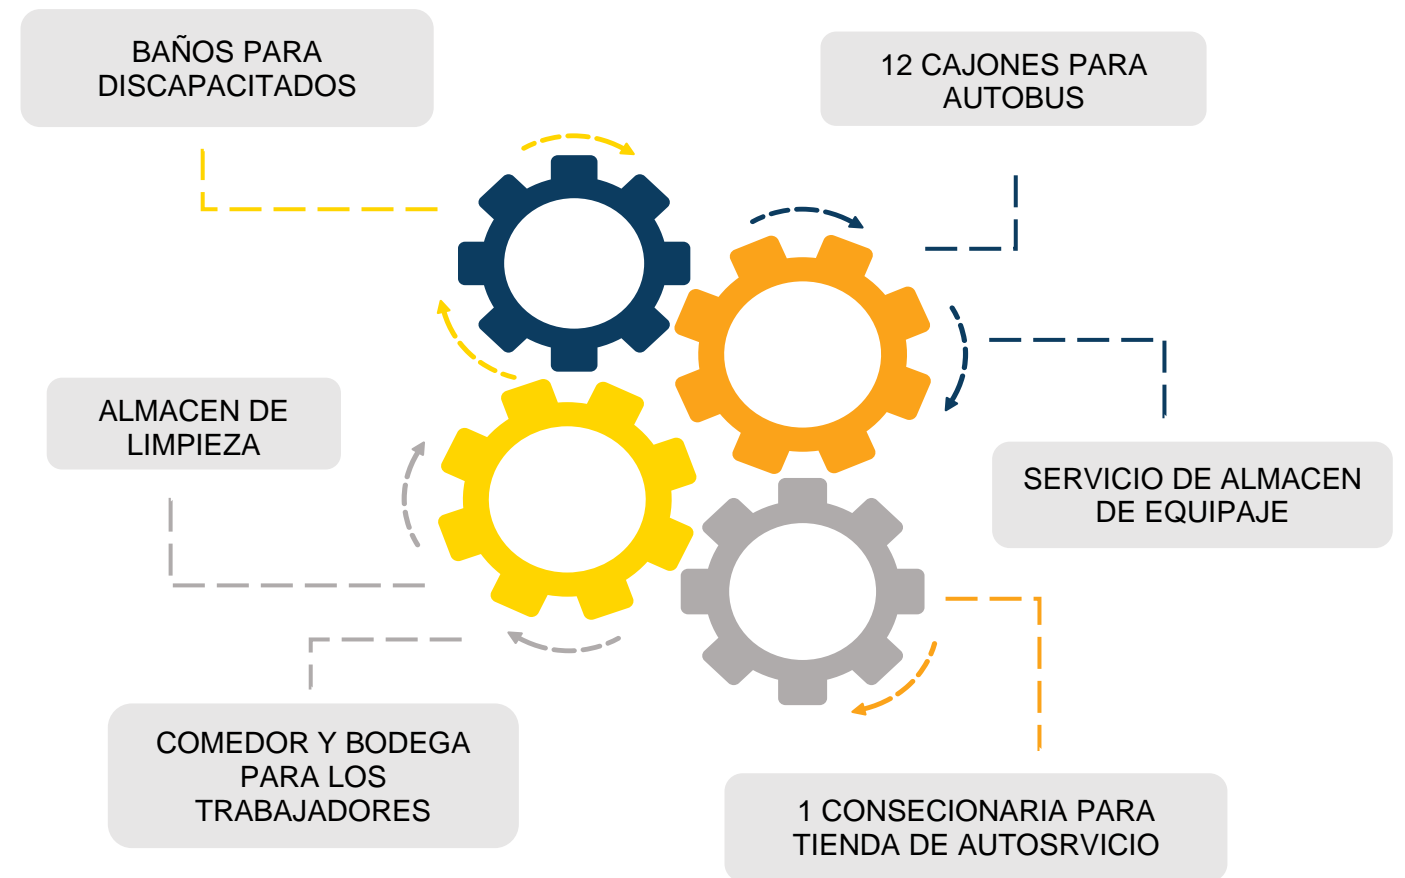 BAÑOS PARA
DISCAPACITADOS
12 CAJONES PARA
AUTOBUS
ALMACEN DE
LIMPIEZA
SERVICIO DE ALMACEN
DE EQUIPAJE
COMEDOR Y BODEGA
PARA LOS
TRABAJADORES
1 CONSECIONARIA PARA
TIENDA DE AUTOSRVICIO